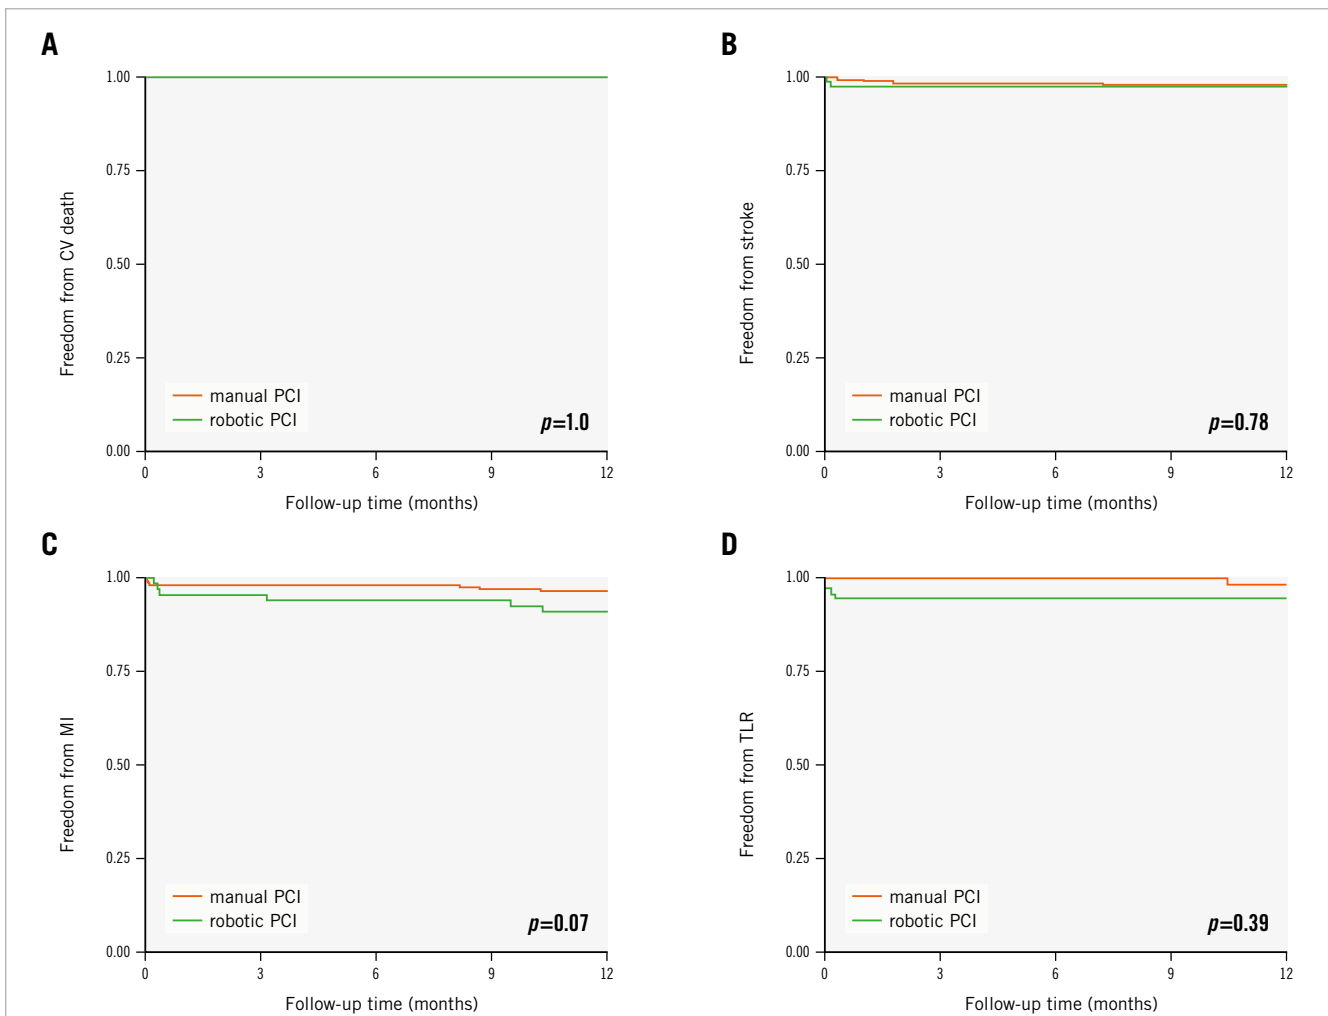 A
Freedom from CV death
1.00
0.75
0.50
0.25
0.00
manual PCI
robotic PCI
p=1.0
0 3 6 9 12
Follow-up time (months)
B
Freedom from stroke
1.00
0.75
0.50
0.25
0.00
manual PCI
robotic PCI
p=0.78
0 3 6 9 12
Follow-up time (months)
C
Freedom from MI
1.00
0.75
0.50
0.25
0.00
manual PCI
robotic PCI
p=0.07
0 3 6 9 12
Follow-up time (months)
D
Freedom from TLR
1.00
0.75
0.50
0.25
0.00
manual PCI
robotic PCI
p=0.39
0 3 6 9 12
Follow-up time (months)